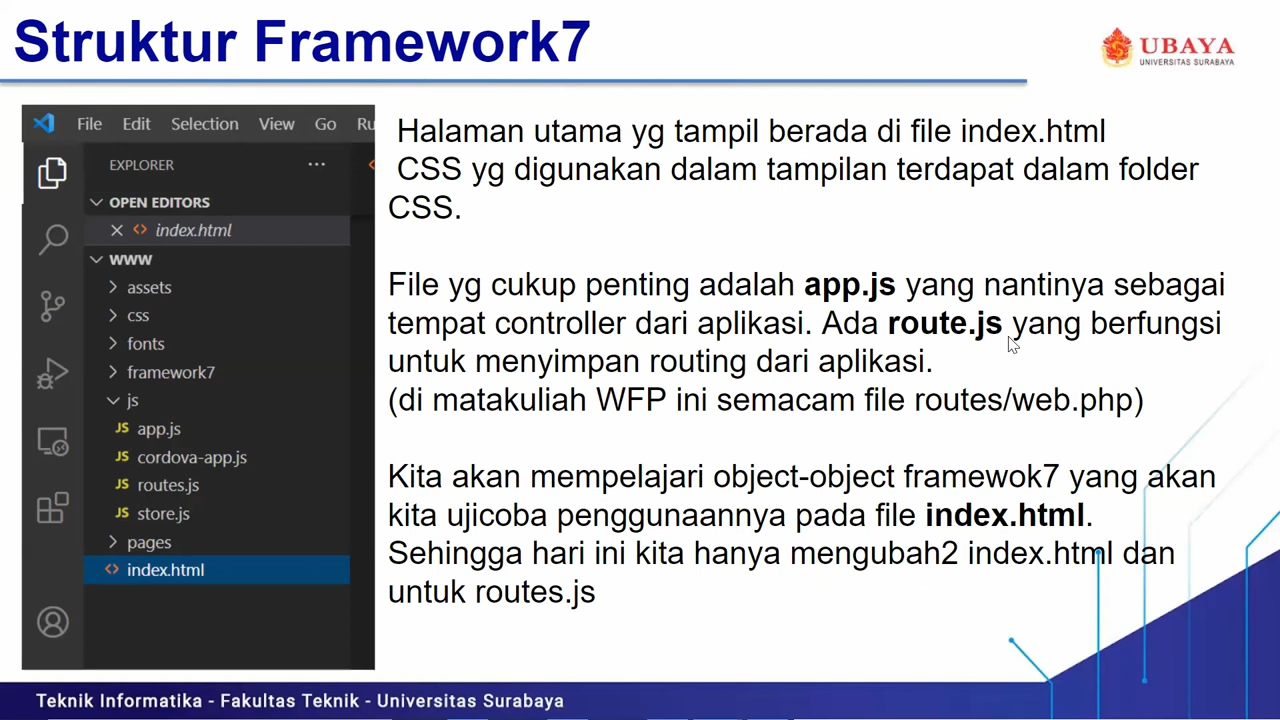 Struktur Framework7
UBAYA
UNIVERSITAS SURABAYA
File Edit Selection View Go Ru
EXPLORER ...
OPEN EDITORS
index.html
WWW
assets
css
fonts
framework7
js
JS app.js
JS cordova-app.js
JS routes.js
JS store.js
pages
index.html
Halaman utama yg tampil berada di file index.html
CSS yg digunakan dalam tampilan terdapat dalam folder
CSS.
File yg cukup penting adalah app.js yang nantinya sebagai
tempat controller dari aplikasi. Ada route.js yang berfungsi
untuk menyimpan routing dari aplikasi.
(di matakuliah WFP ini semacam file routes/web.php)
Kita akan mempelajari object-object framewok7 yang akan
kita ujicoba penggunaannya pada file index.html.
Sehingga hari ini kita hanya mengubah2 index.html dan
untuk routes.js
Teknik Informatika - Fakultas Teknik - Universitas Surabaya